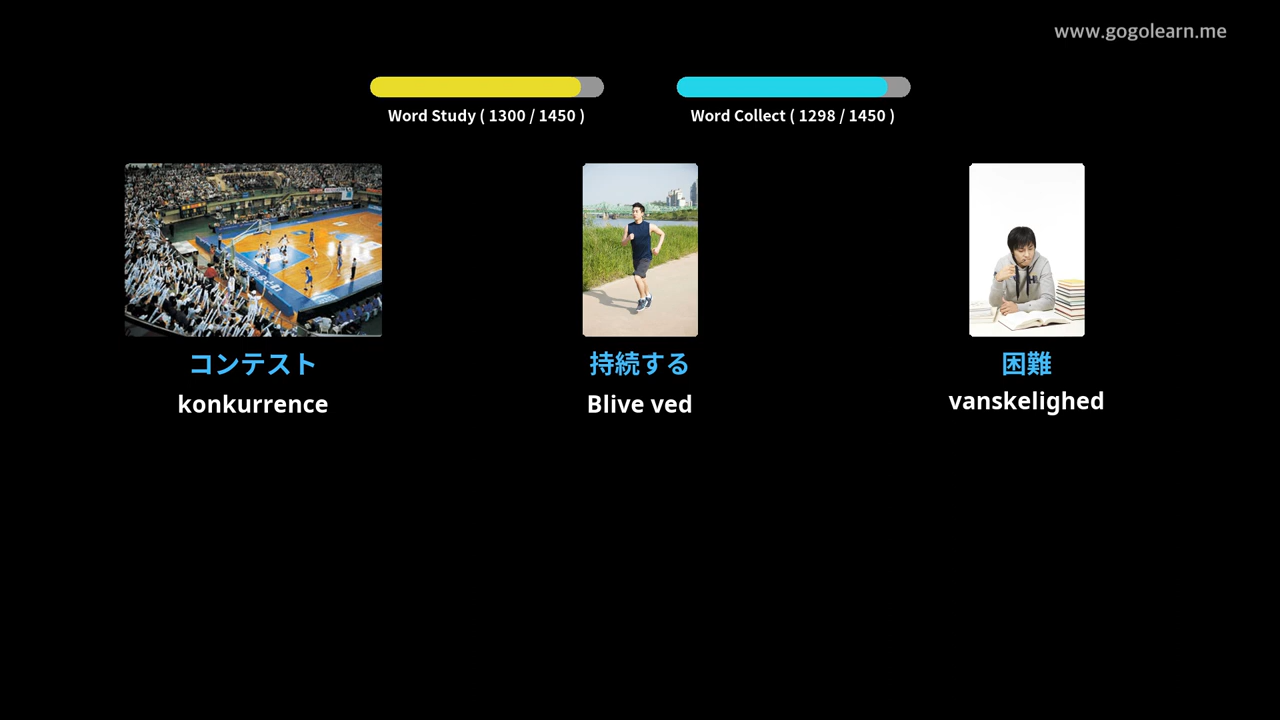 www.gogolearn.me
Word Study ( 1300 / 1450 )
Word Collect ( 1298 / 1450 )
コンテスト
konkurrence
持続する
Blive ved
困難
vanskelighed